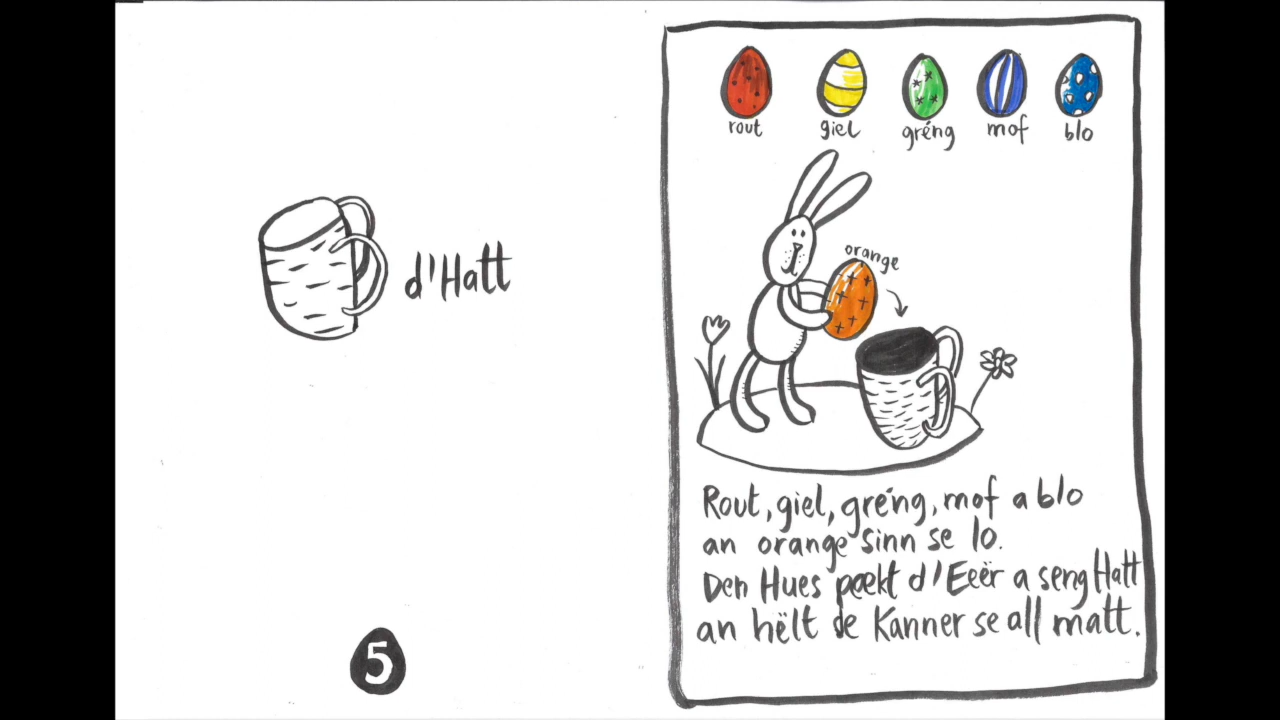 d'Hatt
5
rout giel gréng mof blo
orange
Rout, giel, gréng, mof a blo
an orange sinn se lo.
Den Hues paekt d'Eeër a seng Hatt
an hëlt de Kanner se all matt.